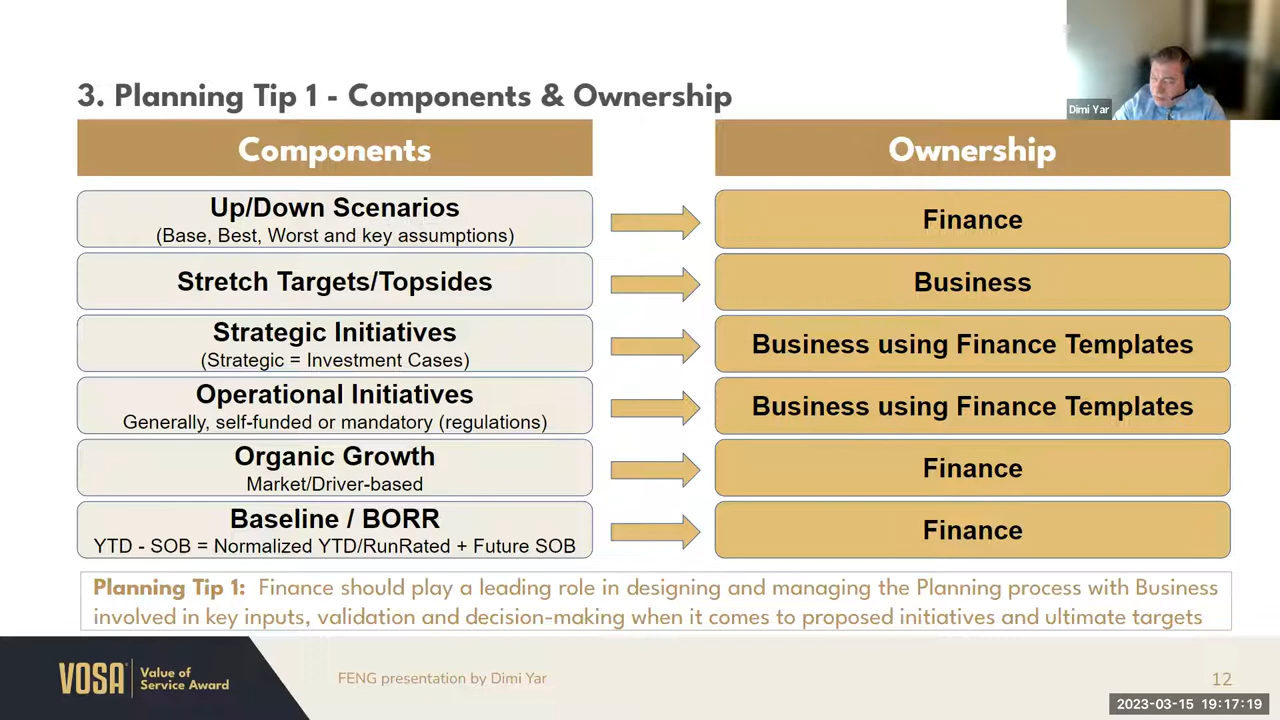 3. Planning Tip 1 - Components & Ownership
Dimi Yar
Components
Ownership
Up/Down Scenarios
(Base, Best, Worst and key assumptions)
Finance
Stretch Targets/Topsides
Business
Strategic Initiatives
(Strategic = Investment Cases)
Business using Finance Templates
Operational Initiatives
Generally, self-funded or mandatory (regulations)
Business using Finance Templates
Organic Growth
Market/Driver-based
Finance
Baseline / BORR
YTD - SOB = Normalized YTD/RunRated + Future SOB
Finance
Planning Tip 1: Finance should play a leading role in designing and managing the Planning process with Business
involved in key inputs, validation and decision-making when it comes to proposed initiatives and ultimate targets
VOSA
Value of
Service Award
FENG presentation by Dimi Yar
12
2023-03-15 19:17:19